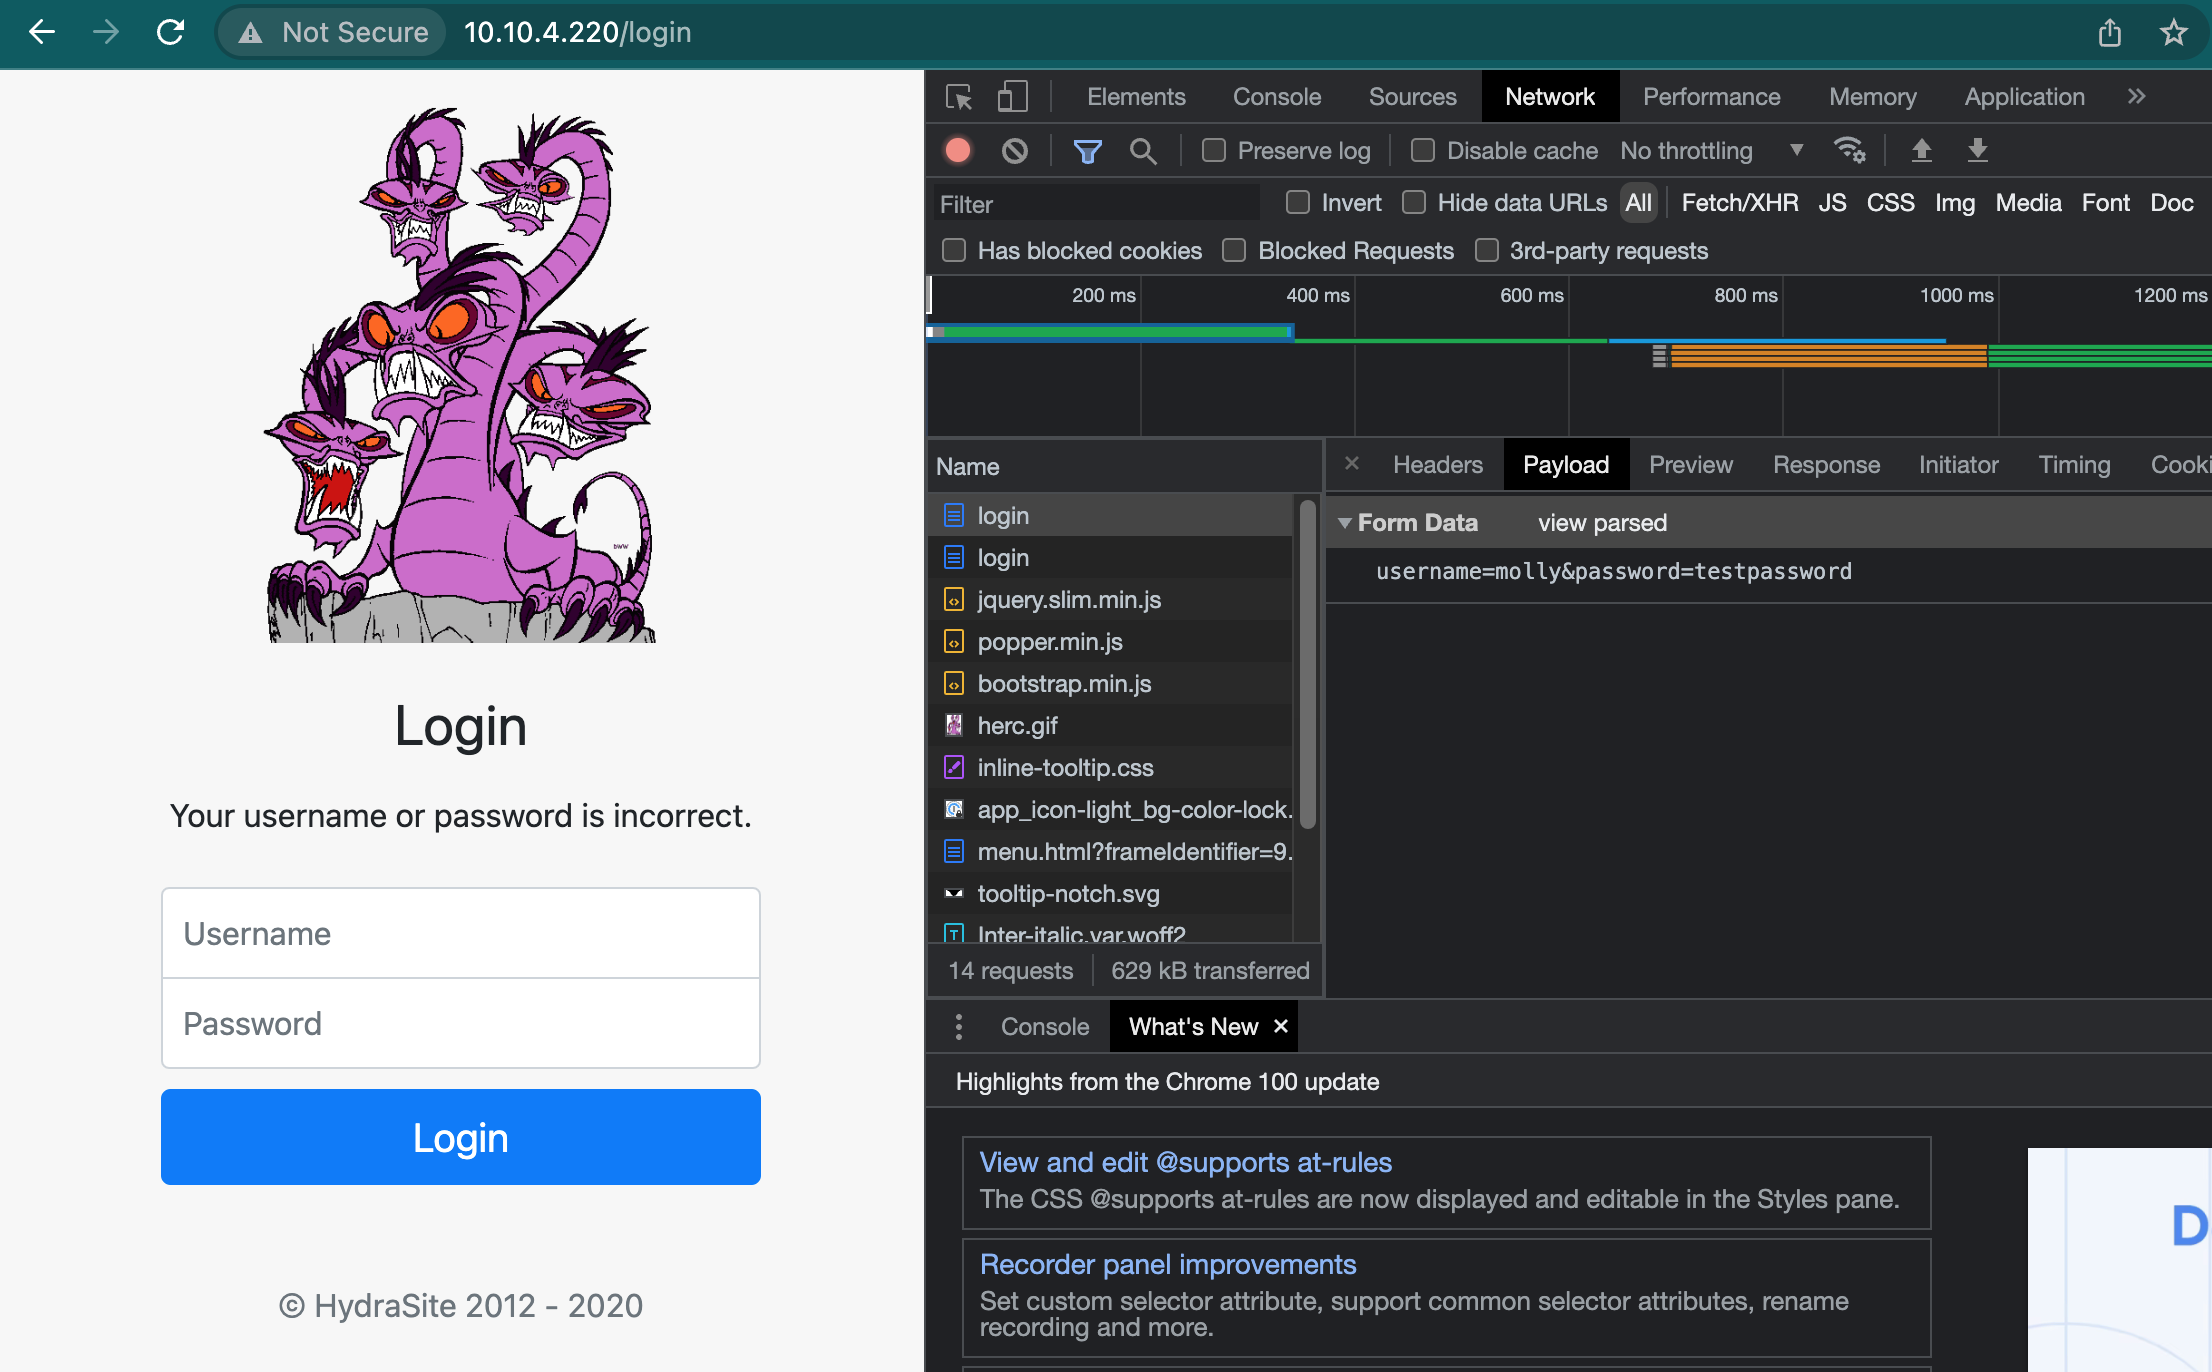 Not Secure 10.10.4.220/login
Login
Your username or password is incorrect.
Username
Password
Login
© HydraSite 2012 - 2020
Elements Console Sources Network Performance Memory Application
Preserve log Disable cache No throttling
Filter Invert Hide data URLs All Fetch/XHR JS CSS Img Media Font Doc
Has blocked cookies Blocked Requests 3rd-party requests
200 ms 400 ms 600 ms 800 ms 1000 ms 1200 ms
Name
login
login
jquery.slim.min.js
popper.min.js
bootstrap.min.js
herc.gif
inline-tooltip.css
app_icon-light_bg-color-lock.
menu.html?frameIdentifier=9.
tooltip-notch.svg
Inter-italic.var.woff2
14 requests 629 kB transferred
Headers Payload Preview Response Initiator Timing Cooki
Form Data view parsed
username=molly&password=testpassword
Console What's New
Highlights from the Chrome 100 update
View and edit @supports at-rules
The CSS @supports at-rules are now displayed and editable in the Styles pane.
Recorder panel improvements
Set custom selector attribute, support common selector attributes, rename
recording and more.
D